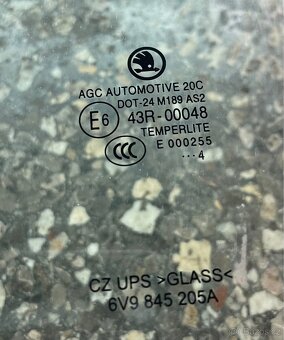 AGC AUTOMOTIVE 20C
DOT-24 M189 AS2
E6 43R-00048
TEMPERLITE
CCC E 000255
···4
CZ UPS >GLASS<
6V9 845 205A